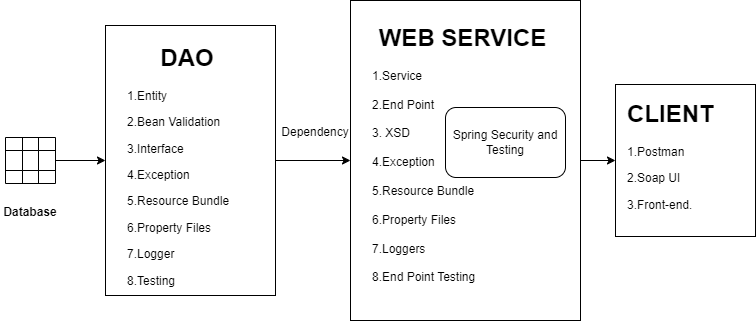 Database
DAO
1.Entity
2.Bean Validation
3.Interface
4.Exception
5.Resource Bundle
6.Property Files
7.Logger
8.Testing
Dependency
WEB SERVICE
1.Service
2.End Point
3. XSD
4.Exception
5.Resource Bundle
6.Property Files
7.Loggers
8.End Point Testing
Spring Security and
Testing
CLIENT
1.Postman
2.Soap UI
3.Front-end.